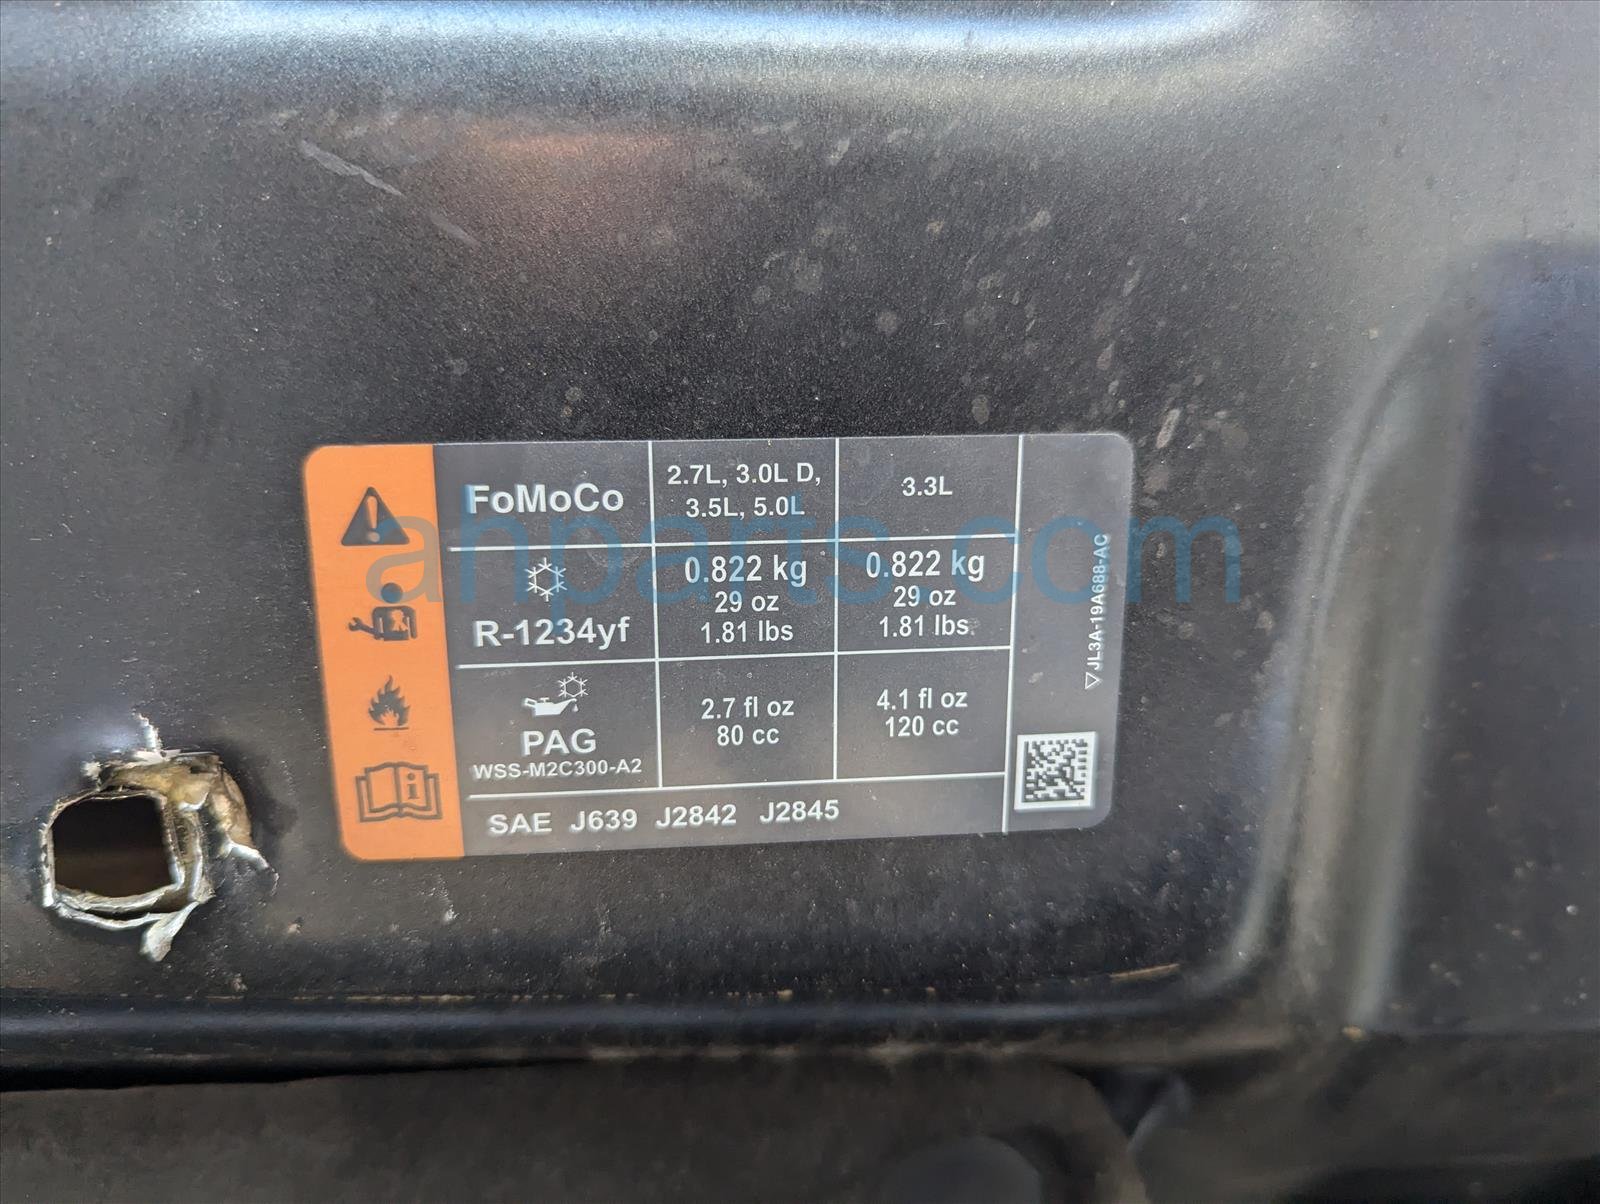 FoMoCo
2.7L, 3.0L D,
3.5L, 5.0L
3.3L
R-1234yf
0.822 kg
29 oz
1.81 lbs
0.822 kg
29 oz
1.81 lbs
PAG
WSS-M2C300-A2
2.7 fl oz
80 cc
4.1 fl oz
120 cc
SAE J639 J2842 J2845
JL3A-19A688-AC
ahparts.com